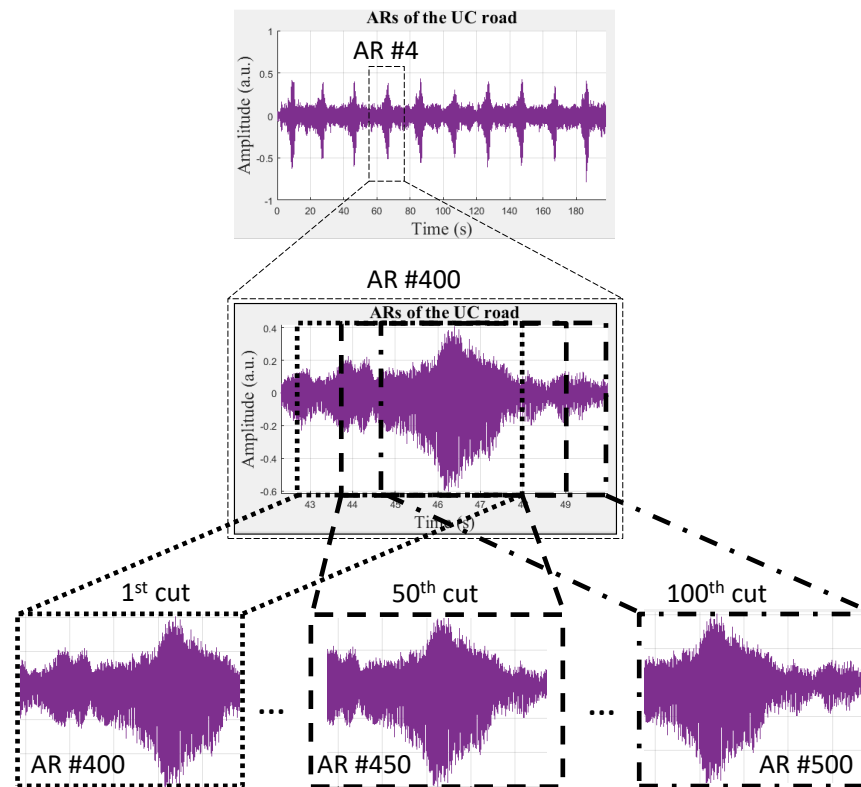 ARs of the UC road
AR #4
Amplitude (a.u.)
1
0.5
0
-0.5
-1
0 20 40 60 80 100 120 140 160 180
Time (s)
AR #400
ARs of the UC road
Amplitude (a.u.)
0.4
0.2
0
-0.2
-0.4
-0.6
43 44 45 46 47 48 49
Time (s)
1st cut 50th cut 100th cut
... ...
AR #400 AR #450 AR #500